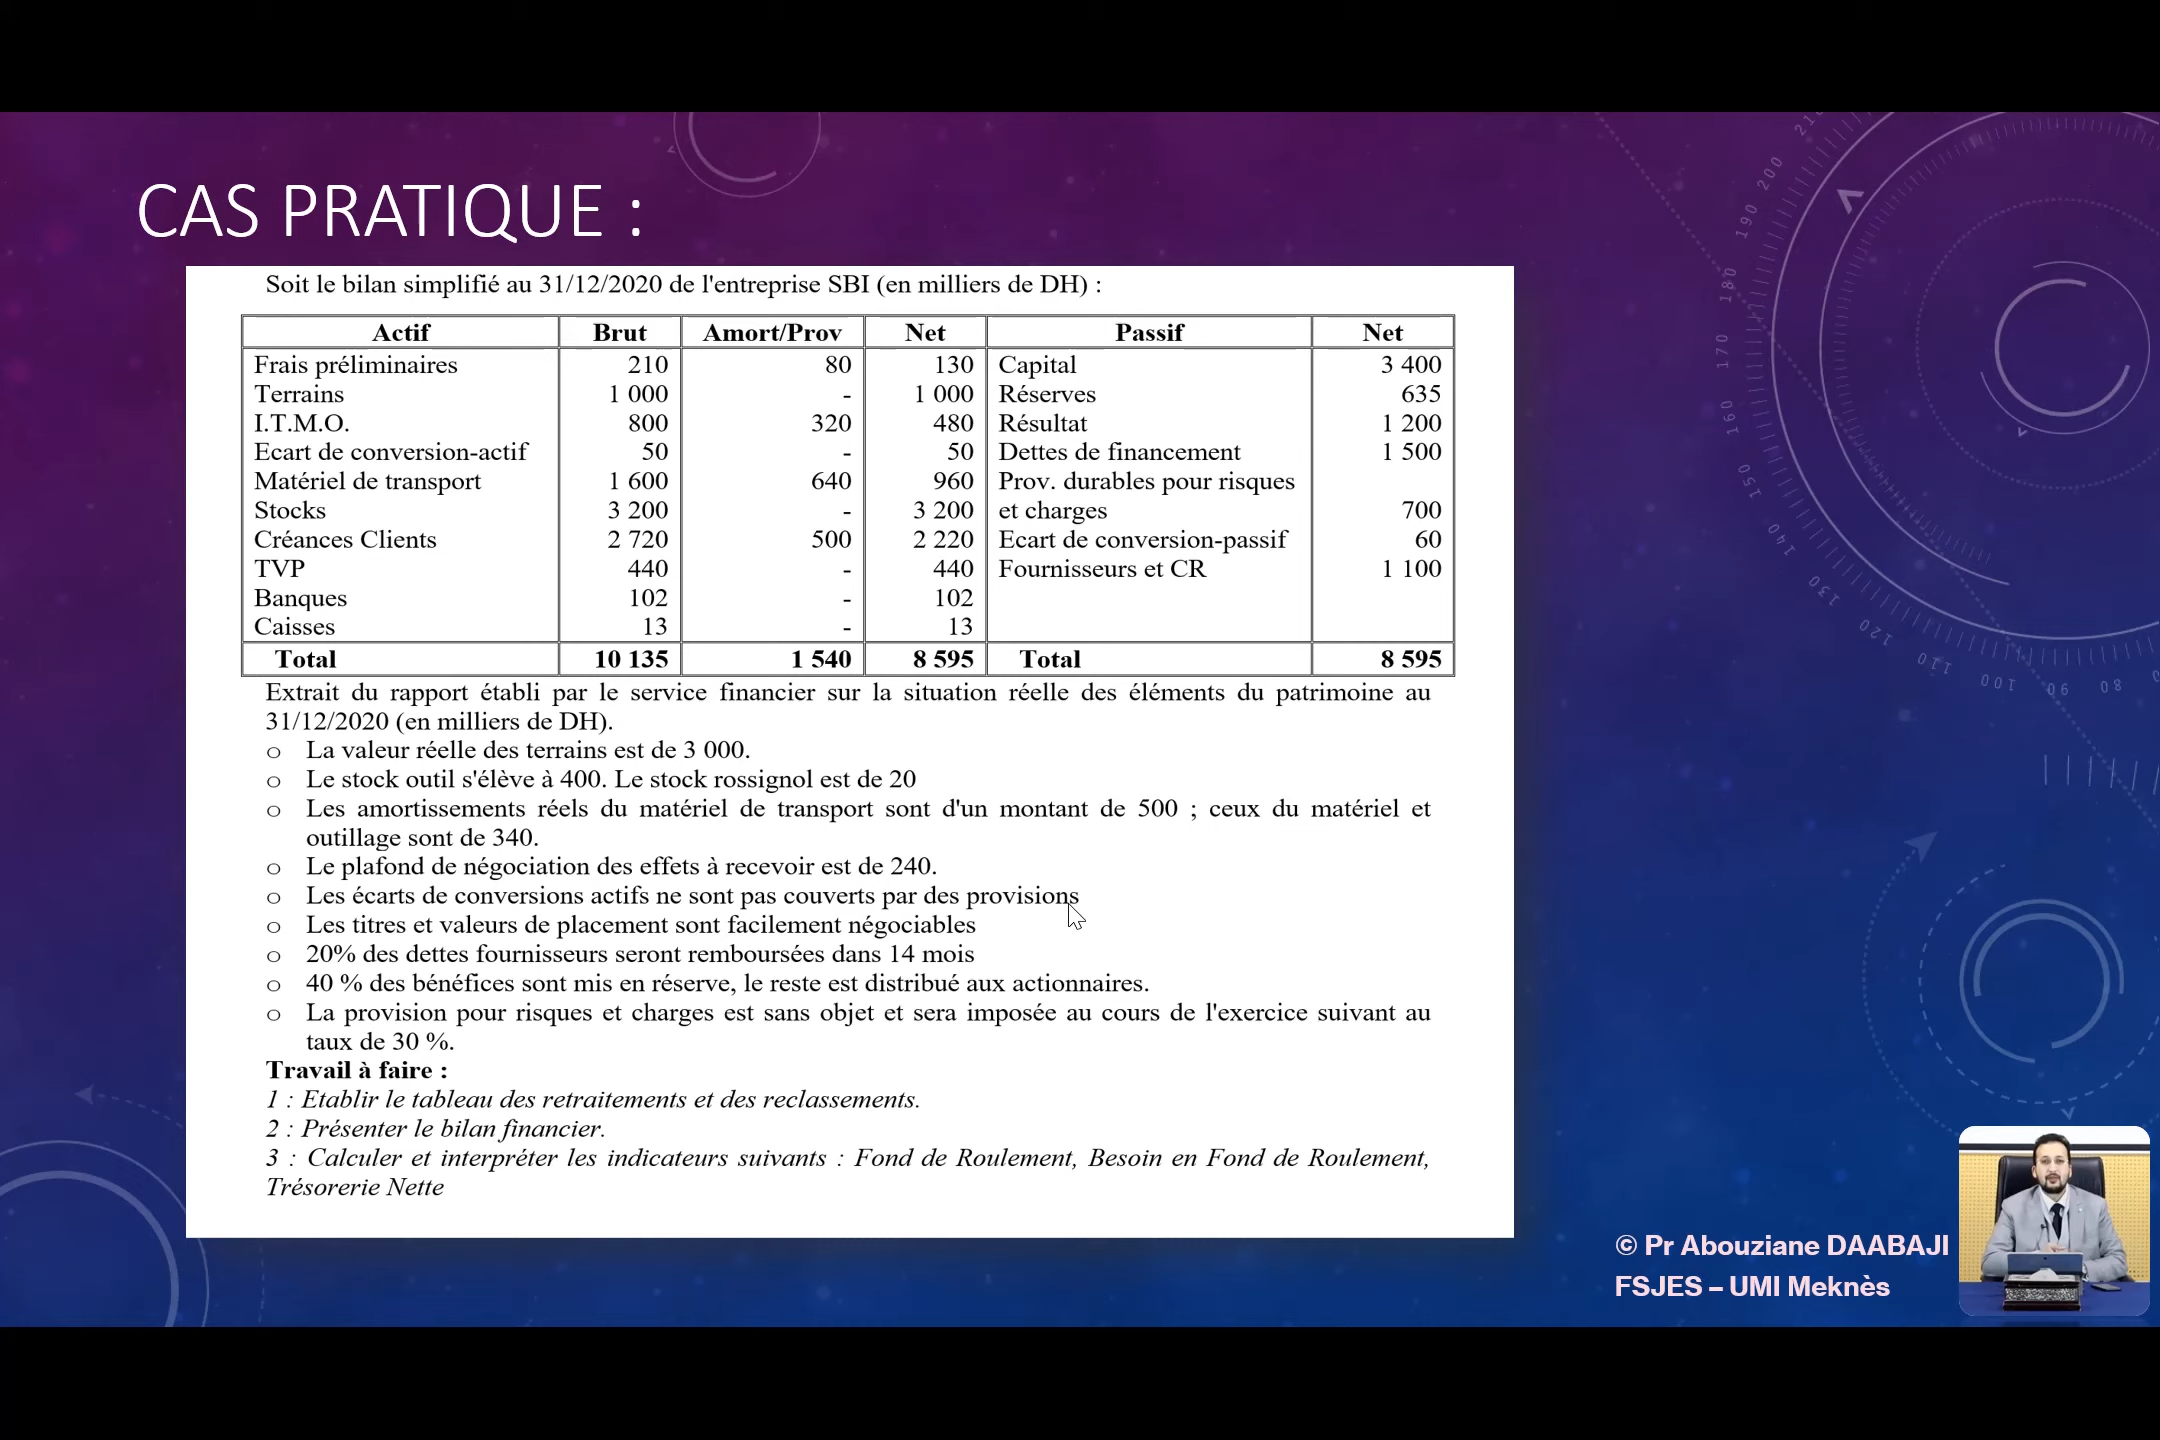 CAS PRATIQUE :
Soit le bilan simplifié au 31/12/2020 de l'entreprise SBI (en milliers de DH) :
Actif Brut Amort/Prov Net Passif Net
Frais préliminaires 210 80 130 Capital 3 400
Terrains 1 000 - 1 000 Réserves 635
I.T.M.O. 800 320 480 Résultat 1 200
Ecart de conversion-actif 50 - 50 Dettes de financement 1 500
Matériel de transport 1 600 640 960 Prov. durables pour risques
Stocks 3 200 - 3 200 et charges 700
Créances Clients 2 720 500 2 220 Ecart de conversion-passif 60
TVP 440 - 440 Fournisseurs et CR 1 100
Banques 102 - 102
Caisses 13 - 13
Total 10 135 1 540 8 595 Total 8 595
Extrait du rapport établi par le service financier sur la situation réelle des éléments du patrimoine au
31/12/2020 (en milliers de DH).
o La valeur réelle des terrains est de 3 000.
o Le stock outil s'élève à 400. Le stock rossignol est de 20
o Les amortissements réels du matériel de transport sont d'un montant de 500 ; ceux du matériel et
outillage sont de 340.
o Le plafond de négociation des effets à recevoir est de 240.
o Les écarts de conversions actifs ne sont pas couverts par des provisions
o Les titres et valeurs de placement sont facilement négociables
o 20% des dettes fournisseurs seront remboursées dans 14 mois
o 40 % des bénéfices sont mis en réserve, le reste est distribué aux actionnaires.
o La provision pour risques et charges est sans objet et sera imposée au cours de l'exercice suivant au
taux de 30 %.
Travail à faire :
1 : Etablir le tableau des retraitements et des reclassements.
2 : Présenter le bilan financier.
3 : Calculer et interpréter les indicateurs suivants : Fond de Roulement, Besoin en Fond de Roulement,
Trésorerie Nette
© Pr Abouziane DAABAJI
FSJES – UMI Meknès
210
200
190
180
170
160
150
140
130
120
110
100
90
80